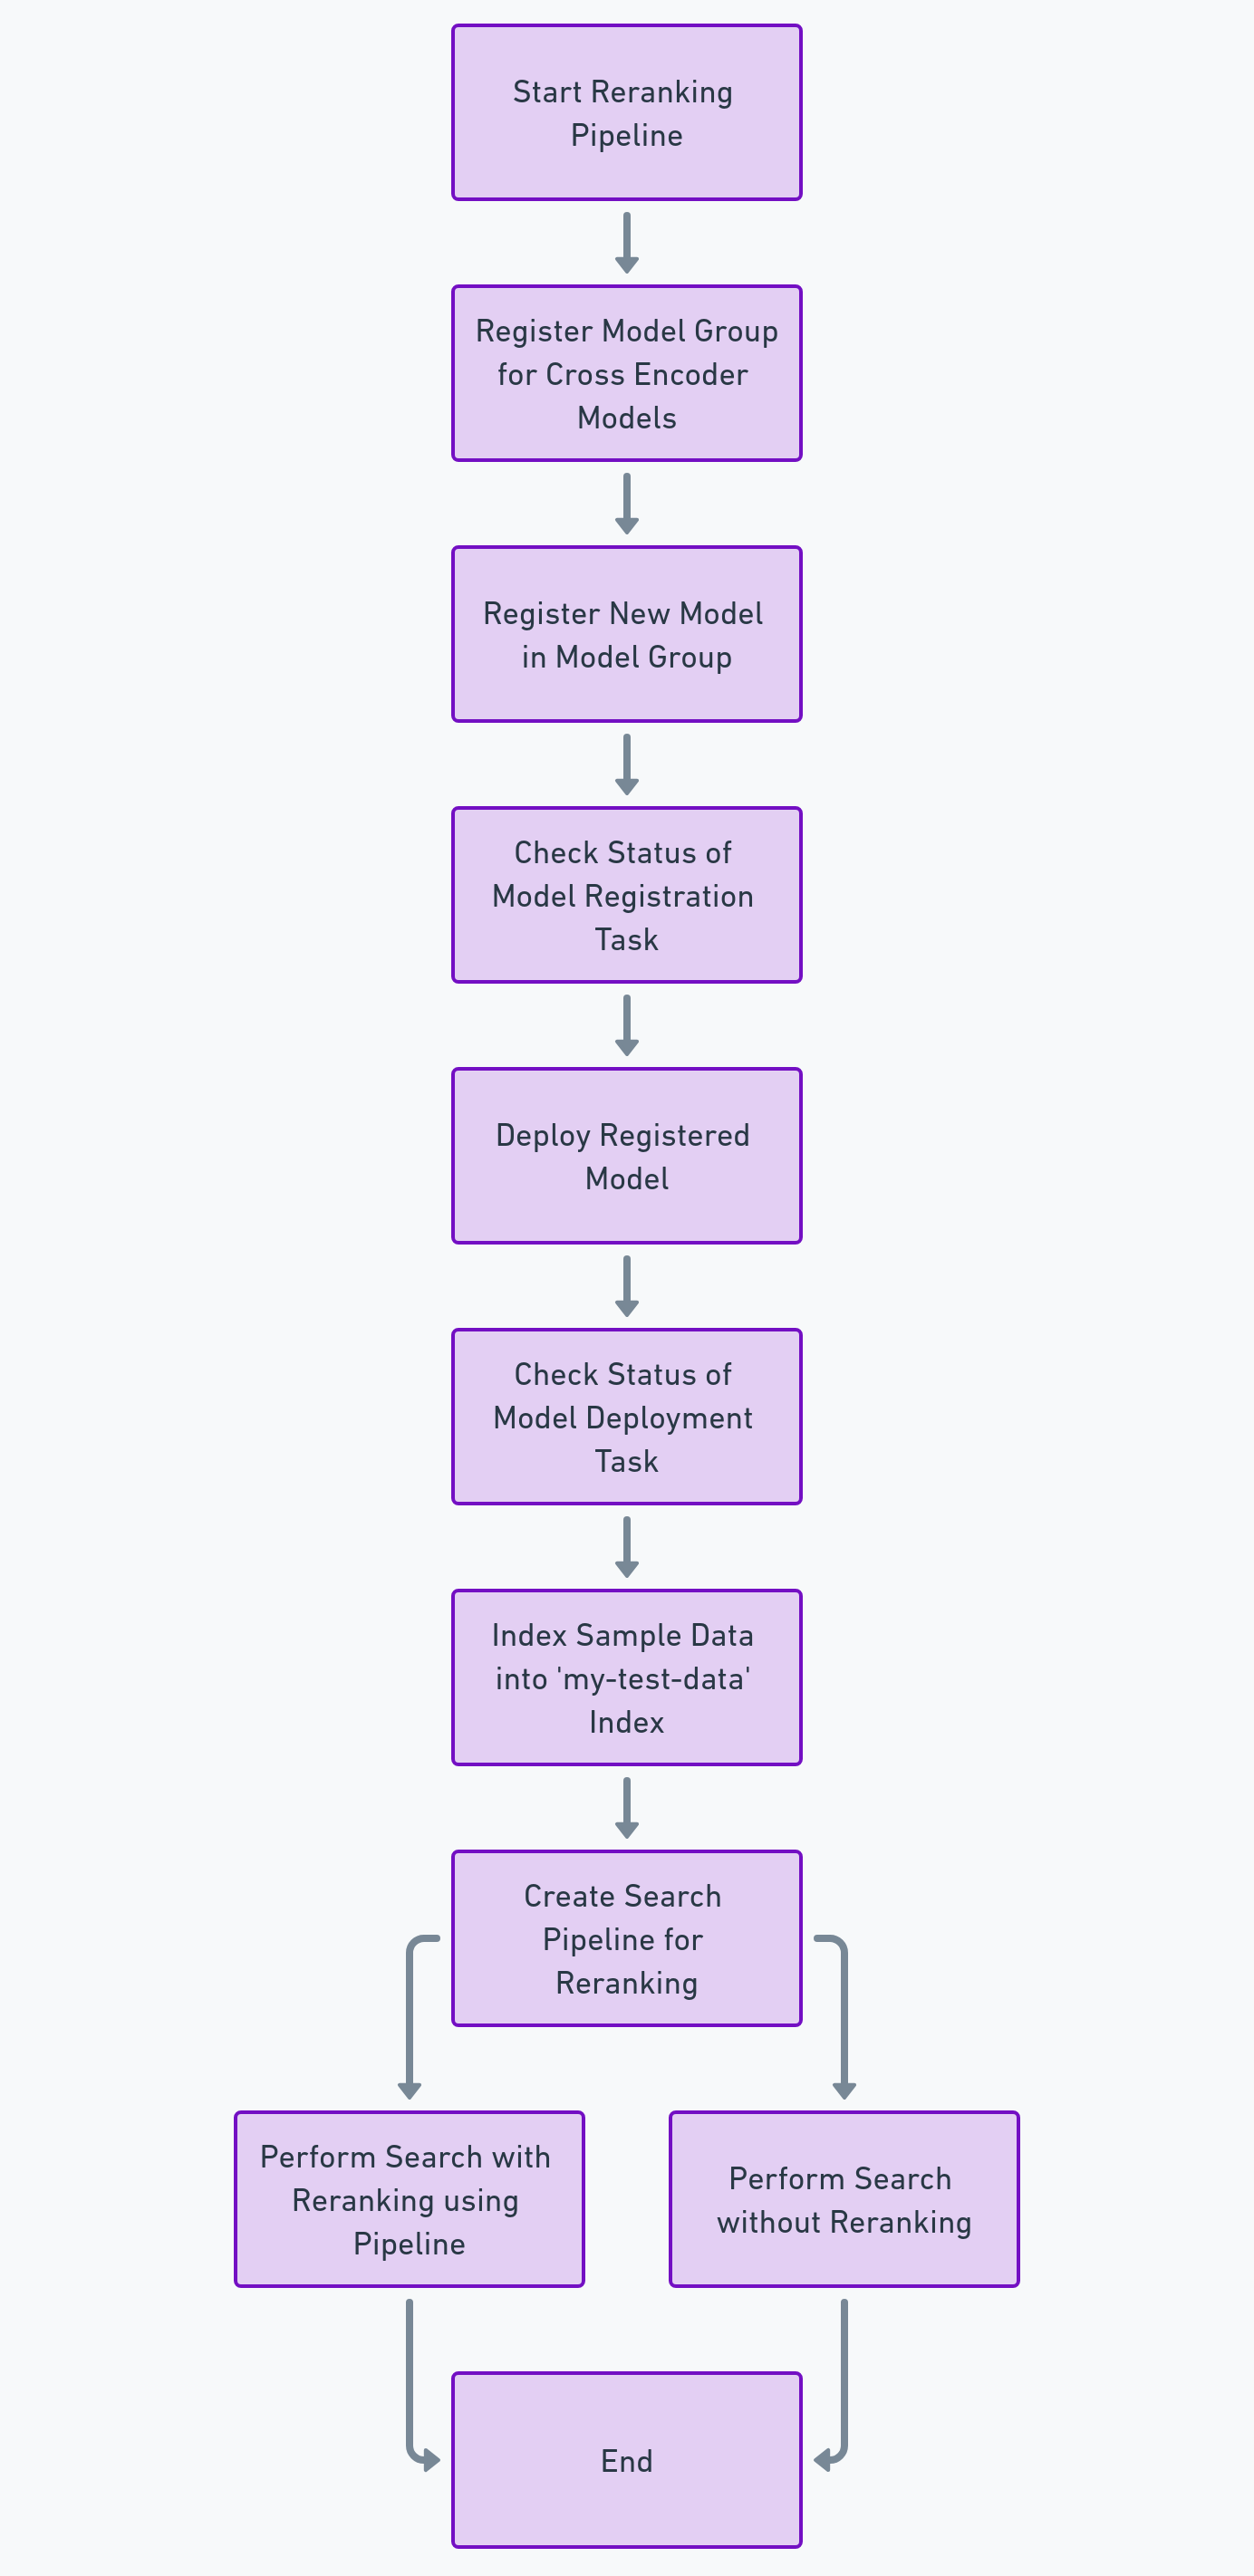 Start Reranking
Pipeline
Register Model Group
for Cross Encoder
Models
Register New Model
in Model Group
Check Status of
Model Registration
Task
Deploy Registered
Model
Check Status of
Model Deployment
Task
Index Sample Data
into 'my-test-data'
Index
Create Search
Pipeline for
Reranking
Perform Search with
Reranking using
Pipeline
Perform Search
without Reranking
End